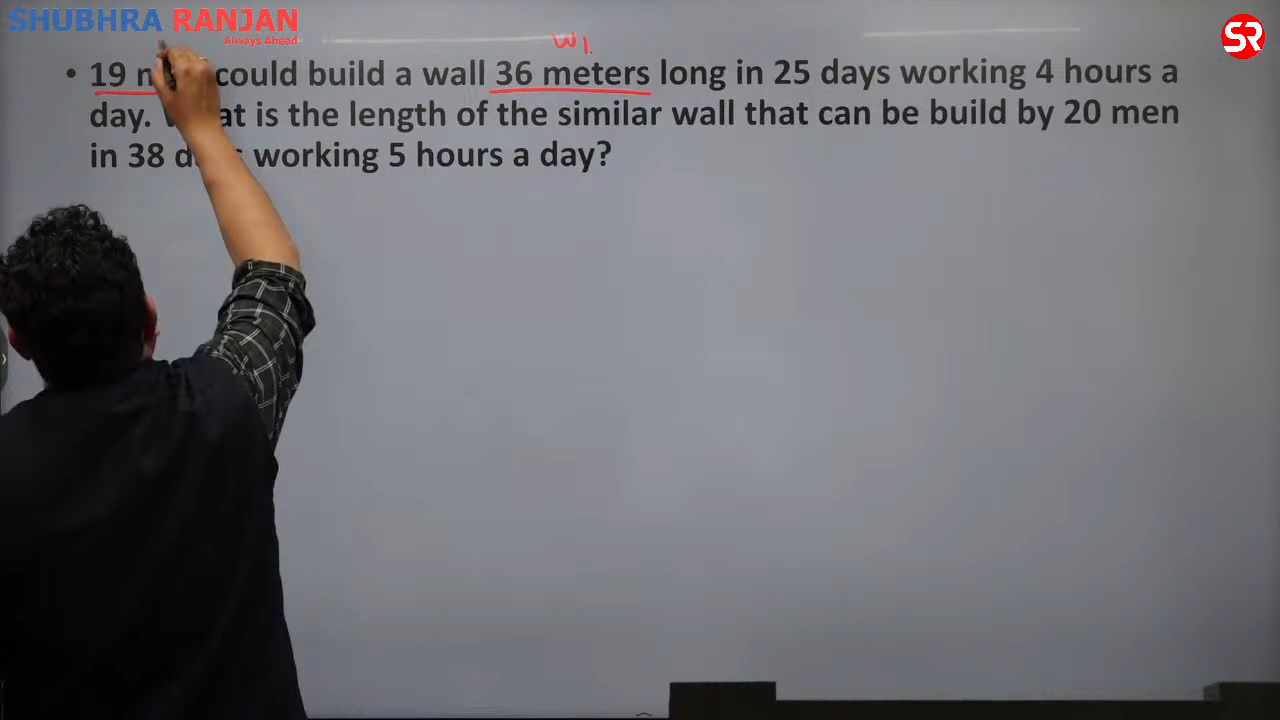 SHUBHRA RANJAN
Always Ahead
SR
W1
• 19 could build a wall 36 meters long in 25 days working 4 hours a
day. is the length of the similar wall that can be build by 20 men
in 38 working 5 hours a day?